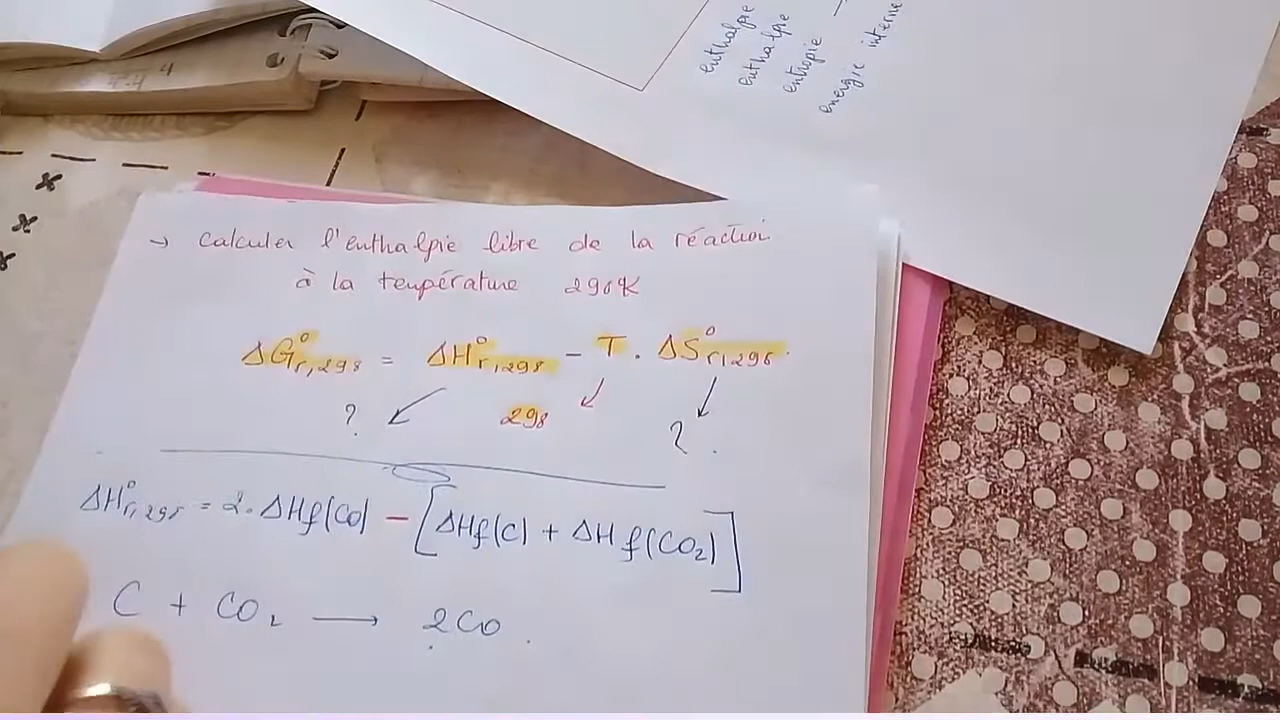 enthalpie
enthalpie
entropie →
energie interne
→ Calculer l'enthalpie libre de la réaction
à la température 298K
ΔG°r,298 = ΔH°r,298 - T . ΔS°r,298.
? 298 ?
ΔH°r,298 = 2.ΔHf(CO) - [ΔHf(C) + ΔHf(CO₂)]
C + CO₂ ⟶ 2CO.